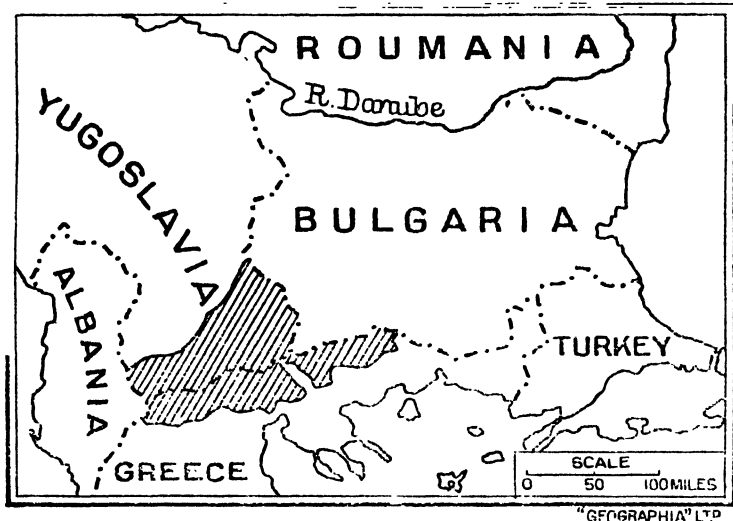 ROUMANIA
R. Danube
YUGOSLAVIA
BULGARIA
ALBANIA
TURKEY
GREECE
SCALE
0 50 100 MILES
"GEOGRAPHIA" LTD